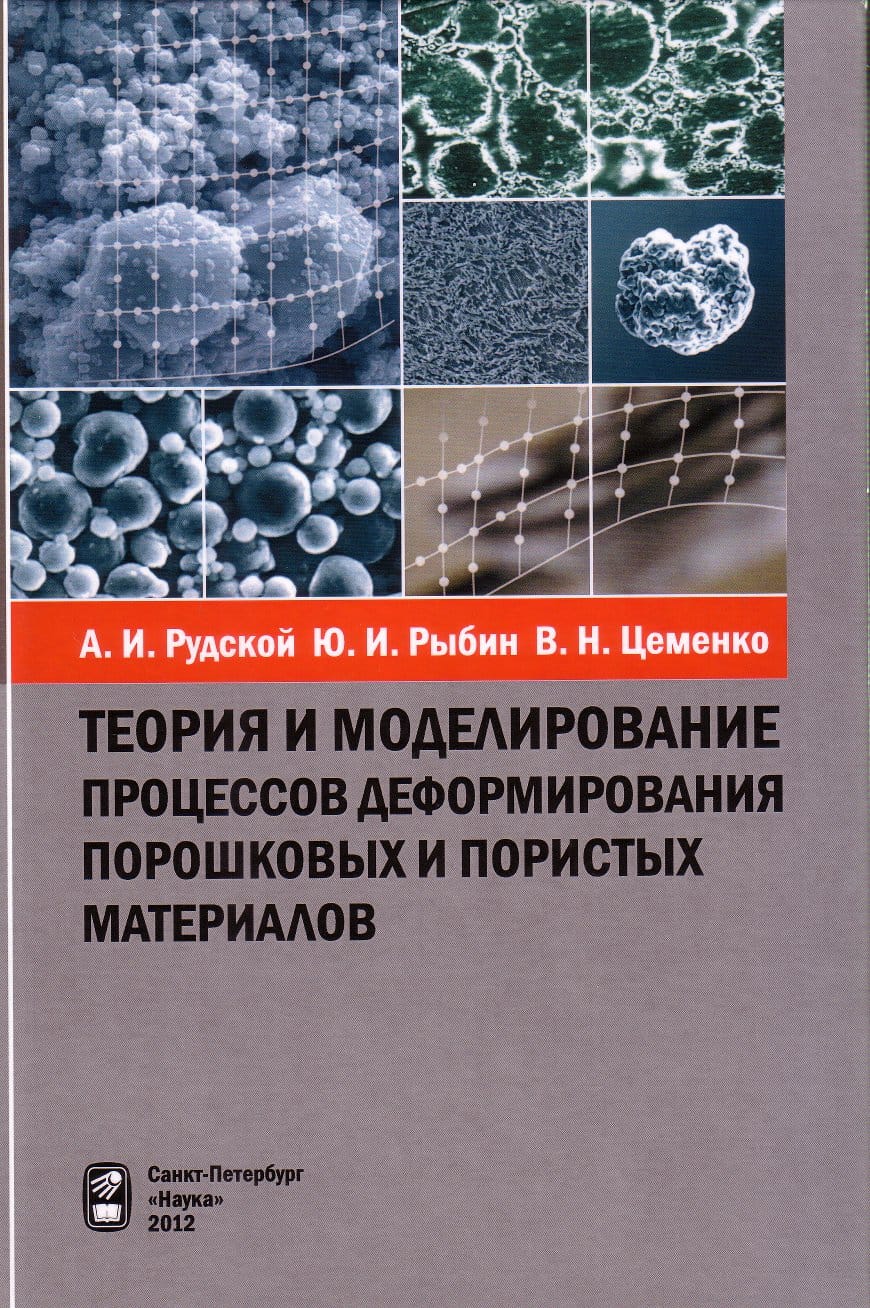 А. И. Рудской Ю. И. Рыбин В. Н. Цеменко
ТЕОРИЯ И МОДЕЛИРОВАНИЕ
ПРОЦЕССОВ ДЕФОРМИРОВАНИЯ
ПОРОШКОВЫХ И ПОРИСТЫХ
МАТЕРИАЛОВ
Санкт-Петербург
«Наука»
2012